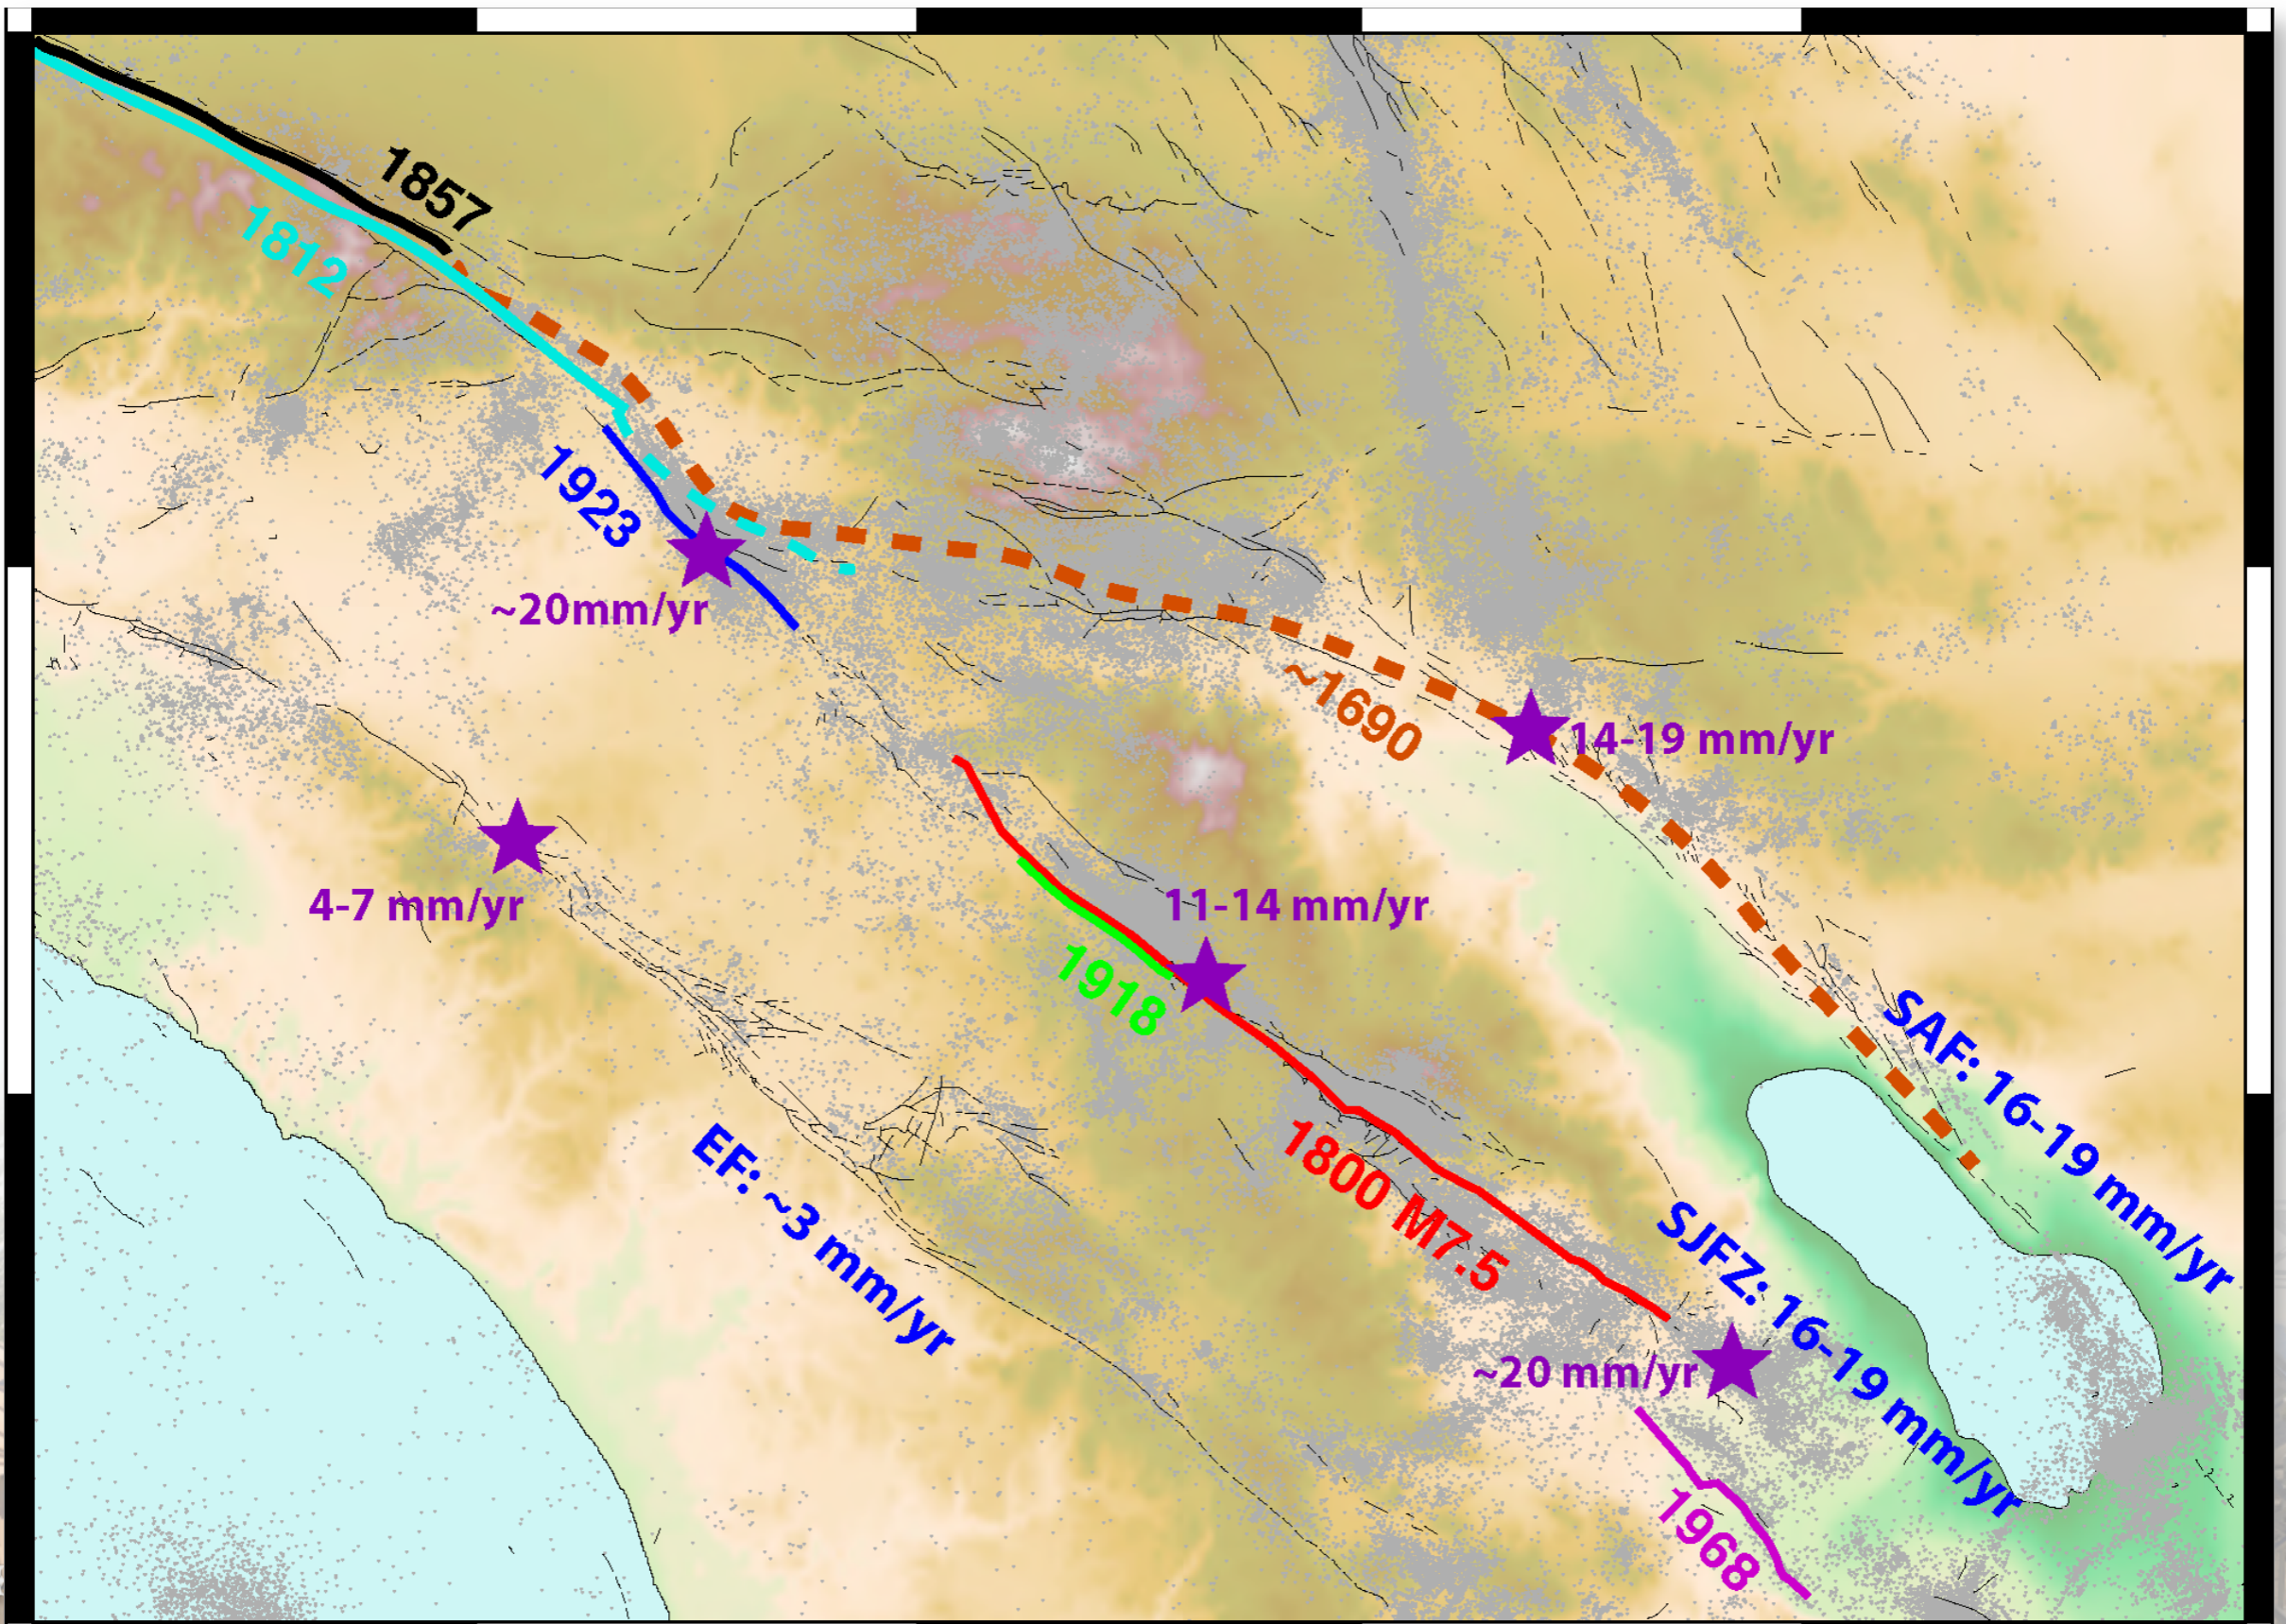 1857
1812
1923
~20mm/yr
~1690
14-19 mm/yr
4-7 mm/yr
11-14 mm/yr
1918
SAF: 16-19 mm/yr
EF: ~3 mm/yr
1800 M7.5
SJFZ: 16-19 mm/yr
~20 mm/yr
1968